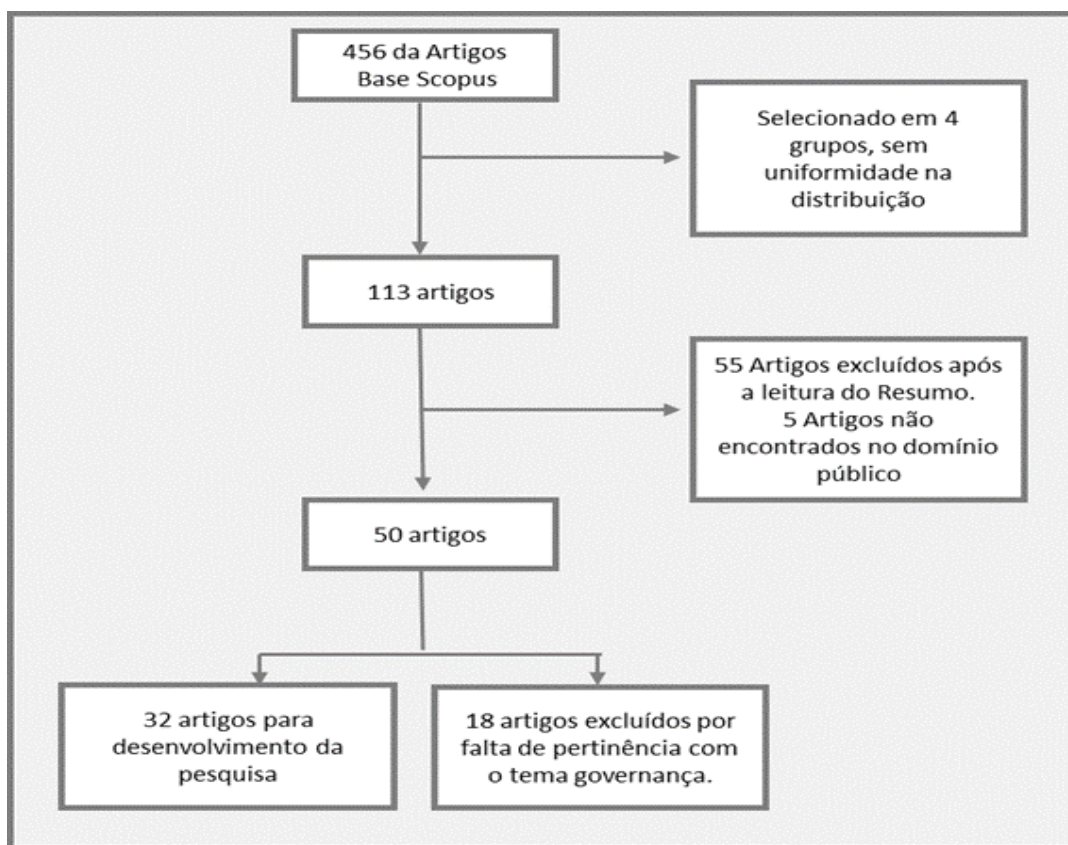 456 da Artigos
Base Scopus
Selecionado em 4
grupos, sem
uniformidade na
distribuição
113 artigos
55 Artigos excluídos após
a leitura do Resumo.
5 Artigos não
encontrados no domínio
público
50 artigos
32 artigos para
desenvolvimento da
pesquisa
18 artigos excluídos por
falta de pertinência com
o tema governança.